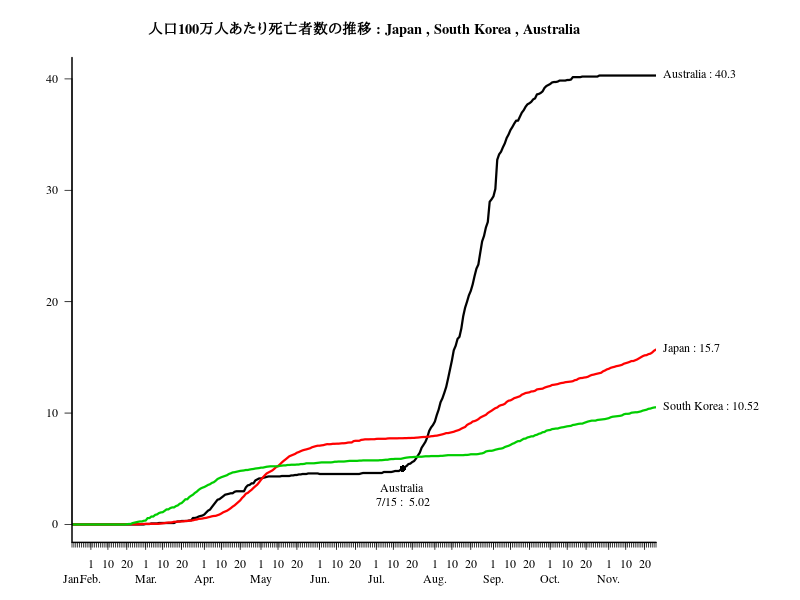 人口100万人あたり死亡者数の推移 : Japan , South Korea , Australia
40
Australia : 40.3
30
20
Japan : 15.7
South Korea : 10.52
10
Australia
7/15 : 5.02
0
1 10 20 1 10 20 1 10 20 1 10 20 1 10 20 1 10 20 1 10 20 1 10 20 1 10 20 1 10 20
Jan. Feb. Mar. Apr. May Jun. Jul. Aug. Sep. Oct. Nov.